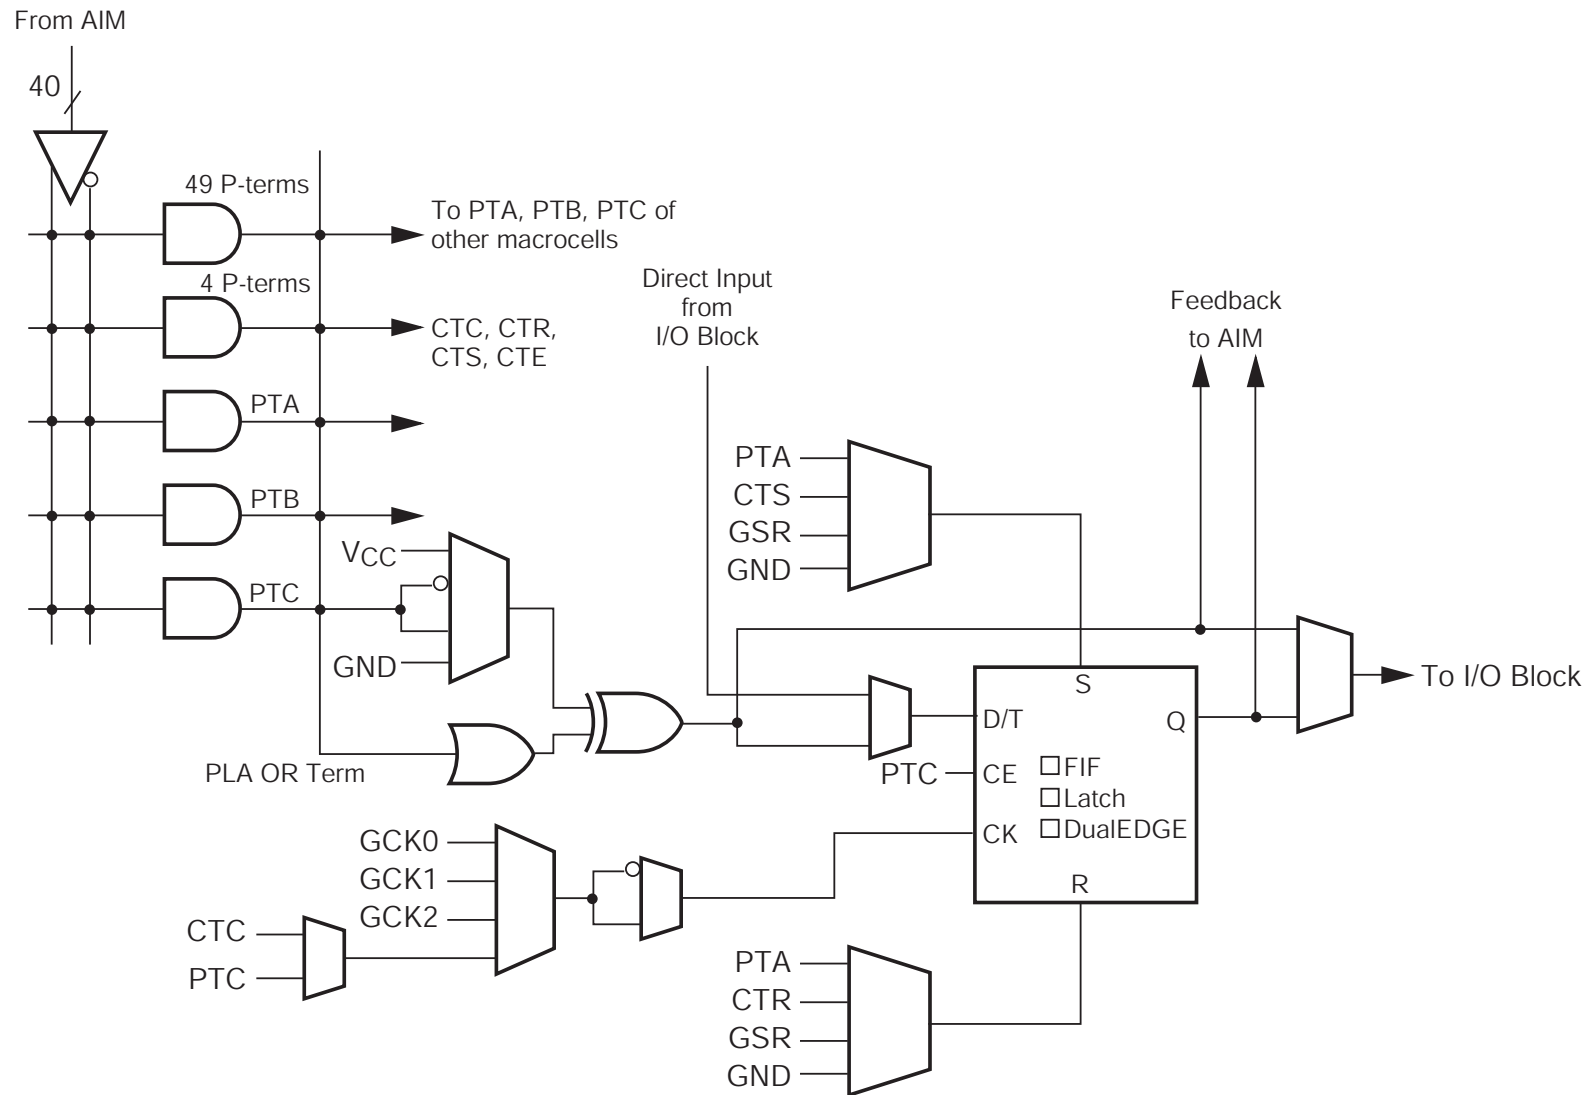 From AIM
40
49 P-terms
To PTA, PTB, PTC of
other macrocells
4 P-terms
CTC, CTR,
CTS, CTE
PTA
PTB
PTC
VCC
GND
PLA OR Term
Direct Input
from
I/O Block
Feedback
to AIM
PTA
CTS
GSR
GND
S
D/T
Q
PTC
CE
CK
FIF
Latch
DualEDGE
R
To I/O Block
GCK0
GCK1
GCK2
CTC
PTC
PTA
CTR
GSR
GND